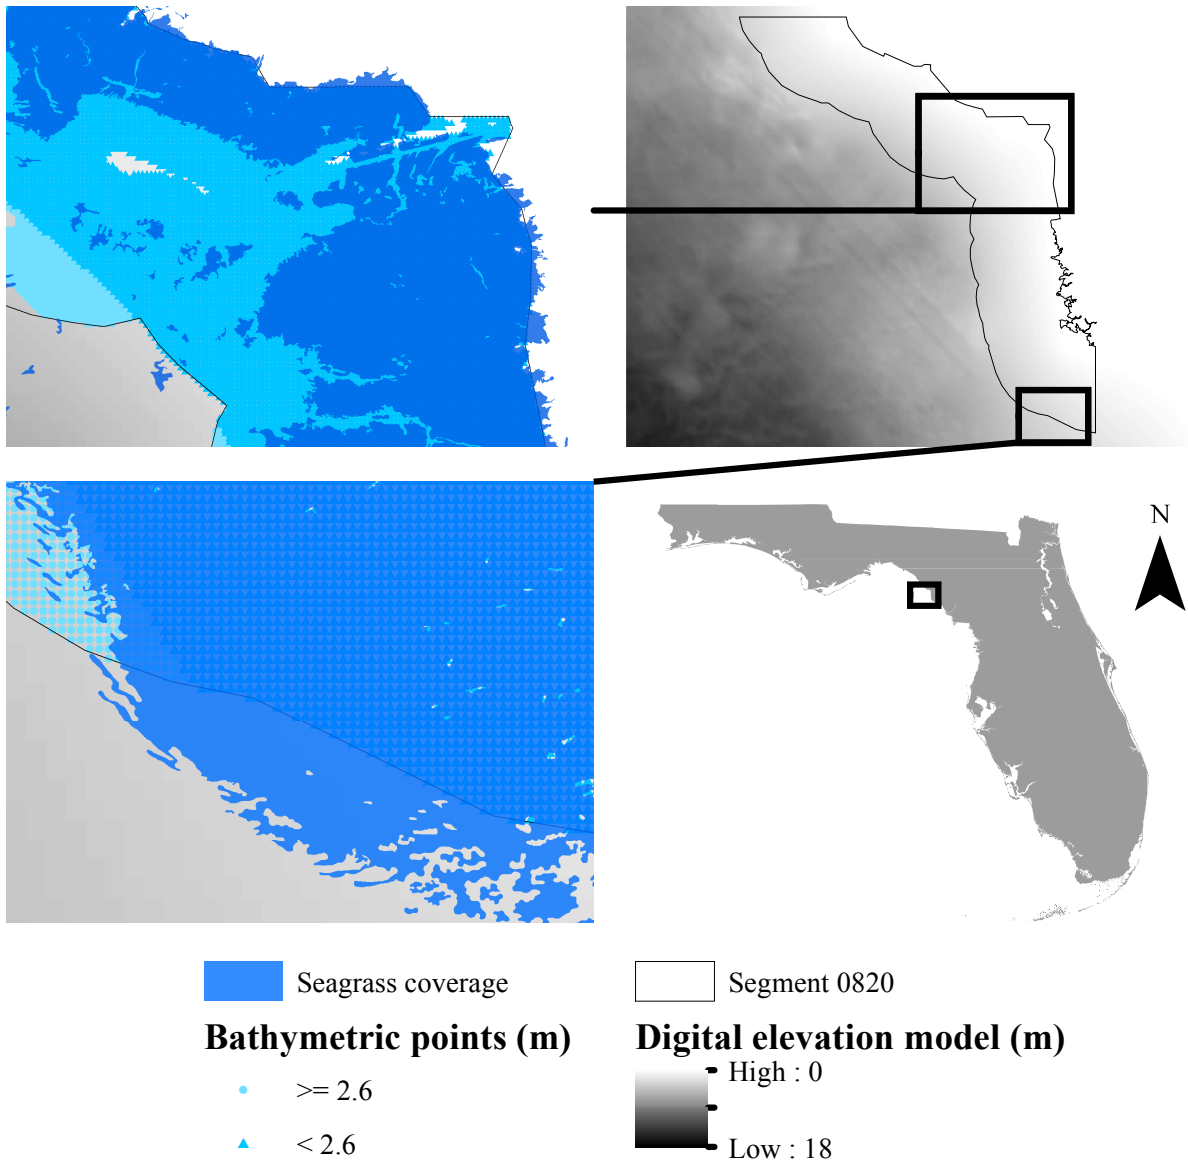 N
Seagrass coverage
Segment 0820
Bathymetric points (m)
>= 2.6
< 2.6
Digital elevation model (m)
High : 0
Low : 18